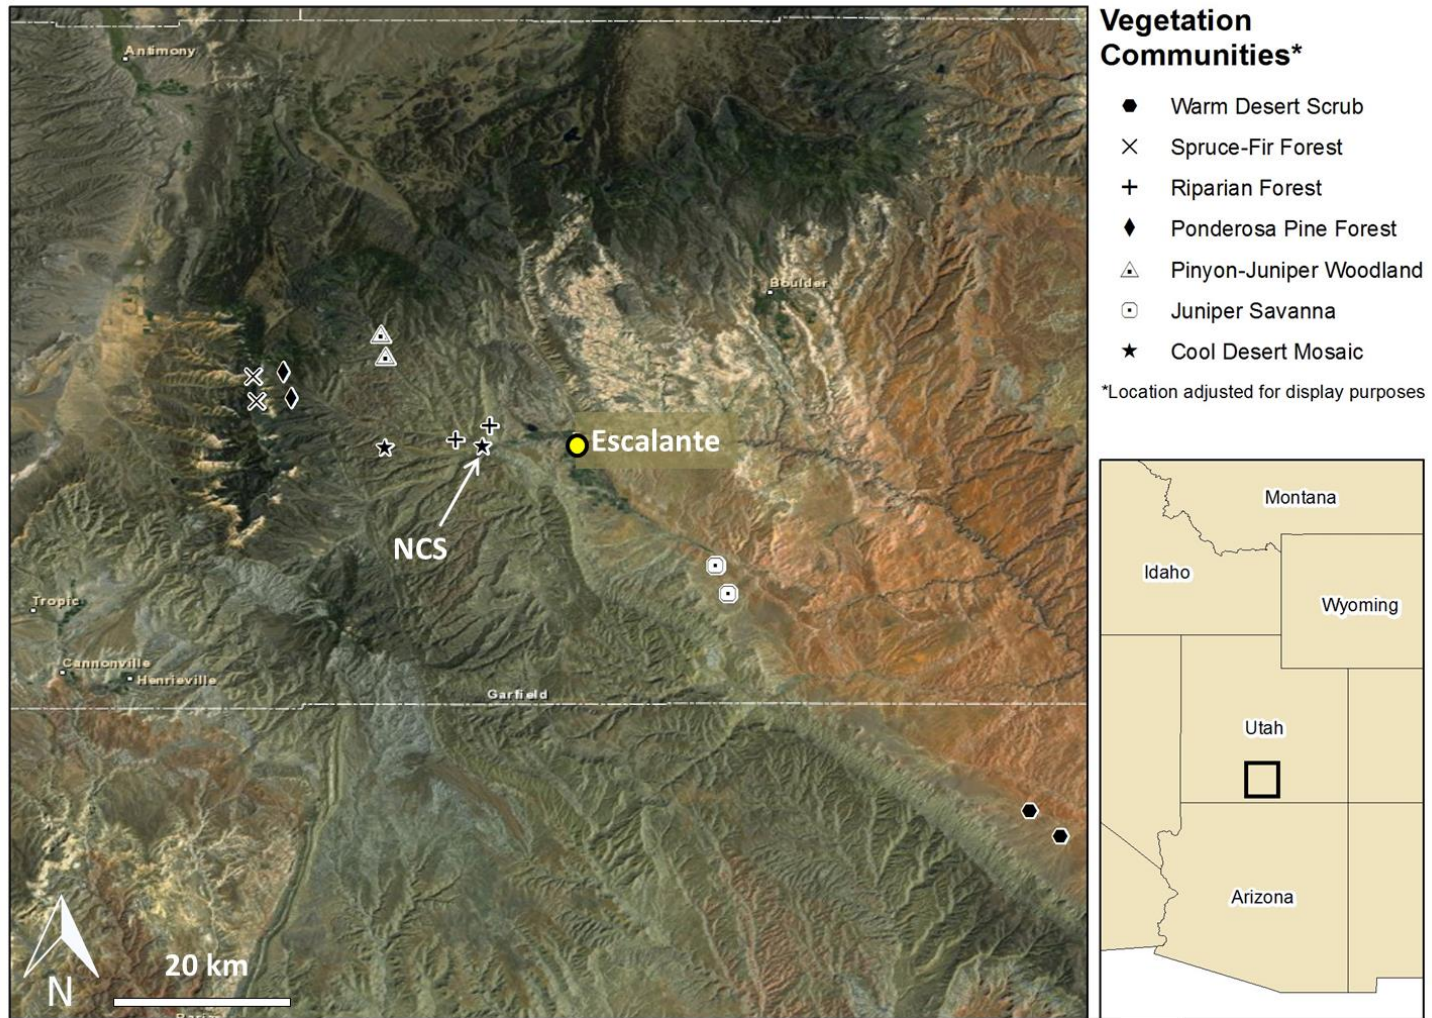 Vegetation
Communities*
Warm Desert Scrub
Spruce-Fir Forest
Riparian Forest
Ponderosa Pine Forest
Pinyon-Juniper Woodland
Juniper Savanna
Cool Desert Mosaic
*Location adjusted for display purposes
Antimony
Boulder
Escalante
NCS
Tropic
Cannonville
Henrieville
Garfield
20 km
N
Montana
Idaho
Wyoming
Utah
Arizona